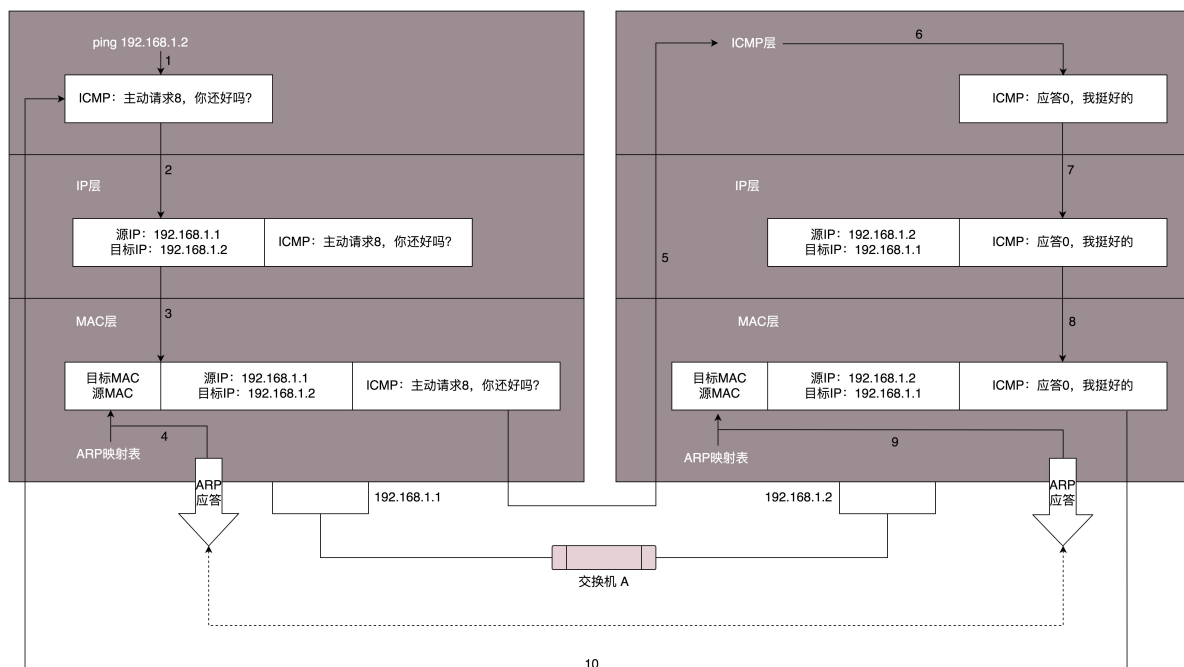 ping 192.168.1.2
1
ICMP：主动请求8，你还好吗？
2
IP层
源IP：192.168.1.1
目标IP：192.168.1.2
ICMP：主动请求8，你还好吗？
3
MAC层
目标MAC
源MAC
源IP：192.168.1.1
目标IP：192.168.1.2
ICMP：主动请求8，你还好吗？
4
ARP映射表
ARP
应答
192.168.1.1
5
ICMP层
6
ICMP：应答0，我挺好的
7
IP层
源IP：192.168.1.2
目标IP：192.168.1.1
ICMP：应答0，我挺好的
8
MAC层
目标MAC
源MAC
源IP：192.168.1.2
目标IP：192.168.1.1
ICMP：应答0，我挺好的
9
ARP映射表
ARP
应答
192.168.1.2
交换机 A
10